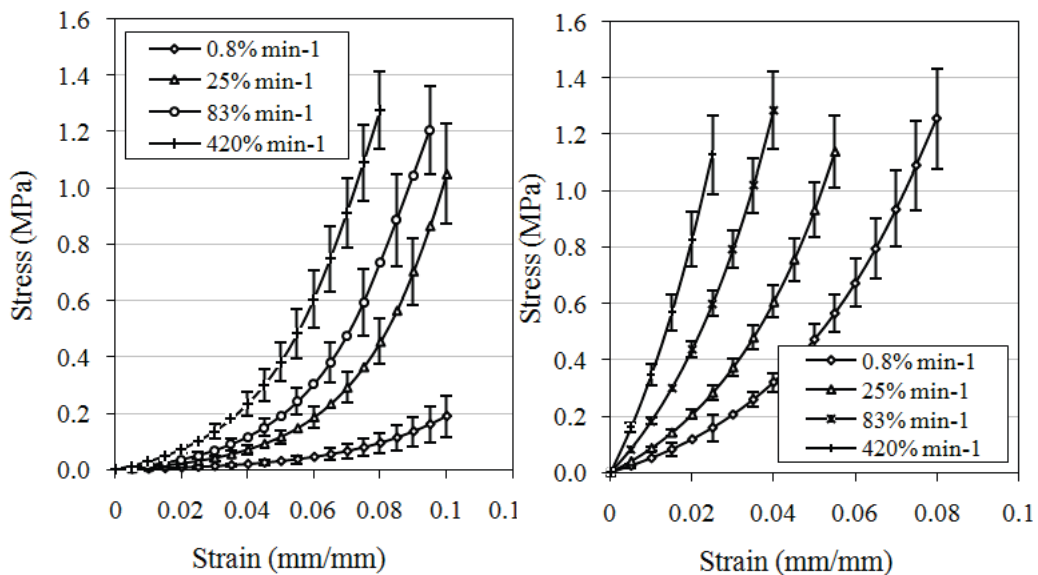 1.6
1.4
1.2
1.0
0.8
0.6
0.4
0.2
0.0
Stress (MPa)
0.8% min-1
25% min-1
83% min-1
420% min-1
0 0.02 0.04 0.06 0.08 0.1 0.1
Strain (mm/mm)
1.6
1.4
1.2
1.0
0.8
0.6
0.4
0.2
0.0
Stress (MPa)
0.8% min-1
25% min-1
83% min-1
420% min-1
0 0.02 0.04 0.06 0.08 0.1
Strain (mm/mm)